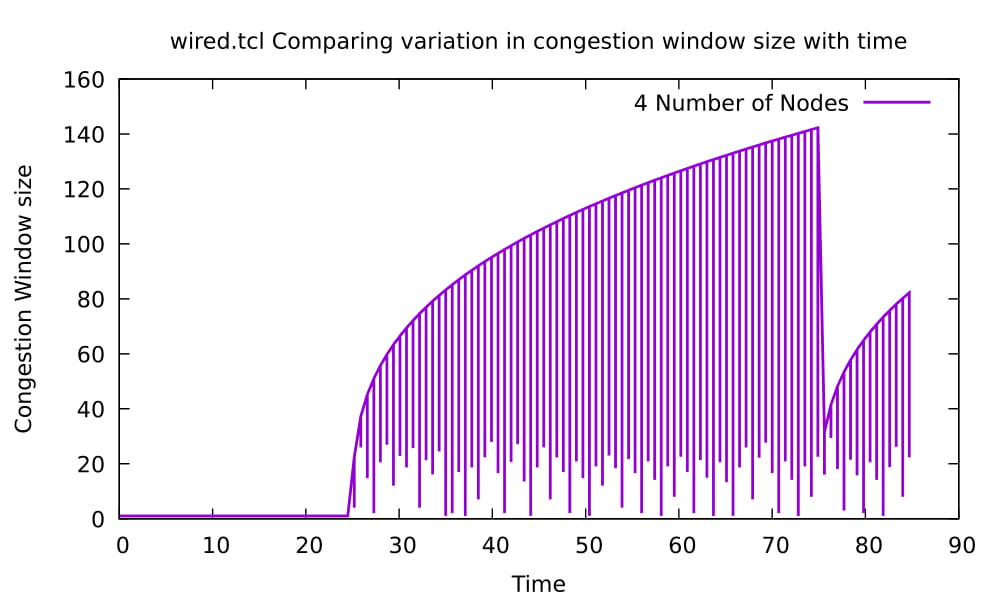 wired.tcl Comparing variation in congestion window size with time
4 Number of Nodes
Congestion Window size
160
140
120
100
80
60
40
20
0
0 10 20 30 40 50 60 70 80 90
Time